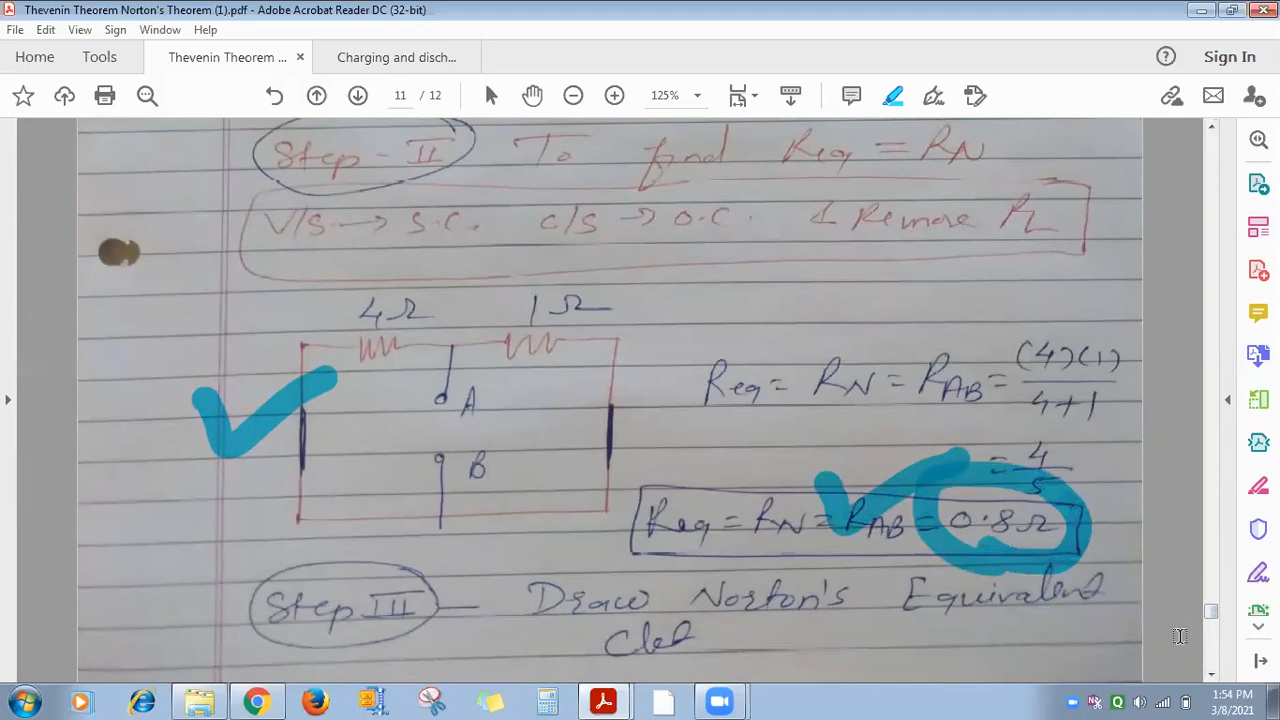 Thevenin Theorem Norton's Theorem (1).pdf - Adobe Acrobat Reader DC (32-bit)
File Edit View Sign Window Help
Home Tools Thevenin Theorem ... × Charging and disch... Sign In
11 / 12 125%
Step-II To find Req = RN
V/S → S.C. C/S → O.C. & Remove RL
4Ω 1Ω
A
B
Req = RN = RAB = (4)(1)
4+1
= 4
5
Req = RN = RAB = 0.8Ω
Step III — Draw Norton's Equivalent
Ckt
1:54 PM
3/8/2021